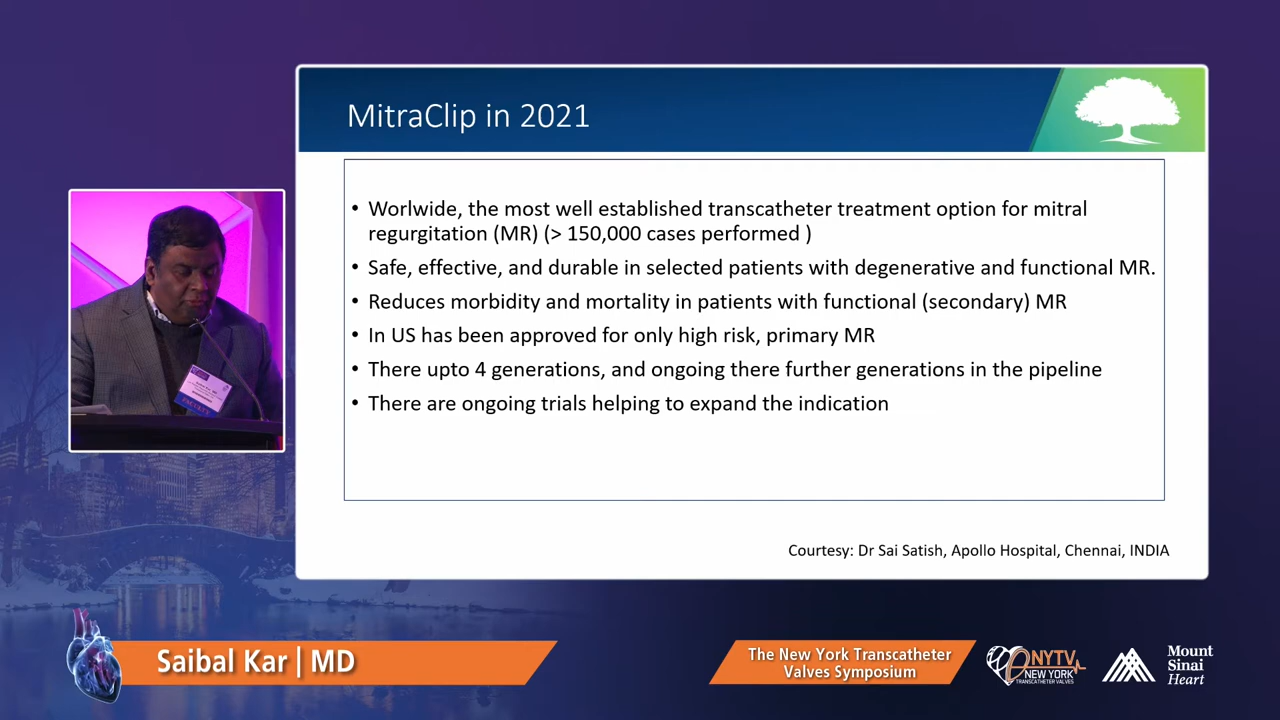 MitraClip in 2021
• Worlwide, the most well established transcatheter treatment option for mitral
regurgitation (MR) (> 150,000 cases performed )
• Safe, effective, and durable in selected patients with degenerative and functional MR.
• Reduces morbidity and mortality in patients with functional (secondary) MR
• In US has been approved for only high risk, primary MR
• There upto 4 generations, and ongoing there further generations in the pipeline
• There are ongoing trials helping to expand the indication
Courtesy: Dr Sai Satish, Apollo Hospital, Chennai, INDIA
FACULTY
Saibal Kar | MD
The New York Transcatheter
Valves Symposium
NYTV
NEW YORK
TRANSCATHETER VALVES
Mount
Sinai
Heart